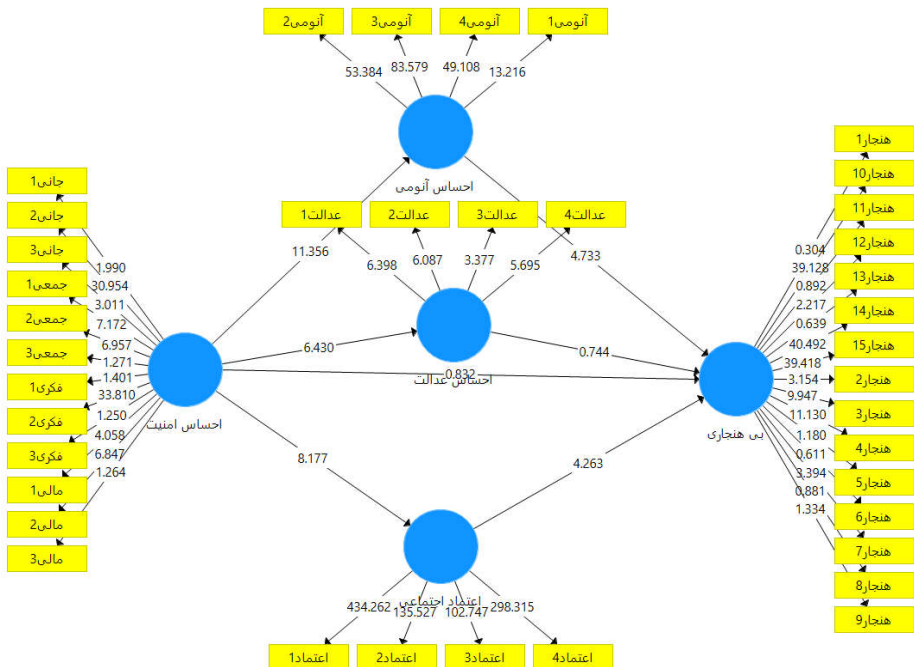 آنومی2
آنومی3
آنومی4
آنومی1
53.384
83.579
49.108
13.216
احساس آنومی
11.356
4.733
عدالت1
عدالت2
عدالت3
عدالت4
6.398
6.087
3.377
5.695
جانی1
جانی2
جانی3
جمعی1
جمعی2
جمعی3
فکری1
فکری2
فکری3
مالی1
مالی2
مالی3
1.990
30.954
3.011
7.172
6.957
1.271
1.401
33.810
1.250
4.058
6.847
1.264
احساس امنیت
6.430
0.744
0.832
احساس عدالت
8.177
4.263
بی هنجاری
0.304
39.128
0.892
2.217
0.639
40.492
39.418
3.154
9.947
11.130
1.180
0.611
3.394
0.881
1.334
هنجار1
هنجار10
هنجار11
هنجار12
هنجار13
هنجار14
هنجار15
هنجار2
هنجار3
هنجار4
هنجار5
هنجار6
هنجار7
هنجار8
هنجار9
اعتماد اجتماعی
434.262
135.527
102.747
298.315
اعتماد1
اعتماد2
اعتماد3
اعتماد4